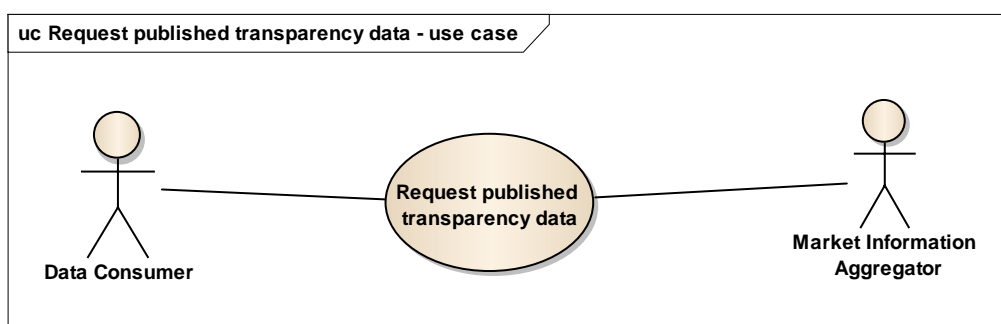 uc Request published transparency data - use case
Request published
transparency data
Data Consumer
Market Information
Aggregator